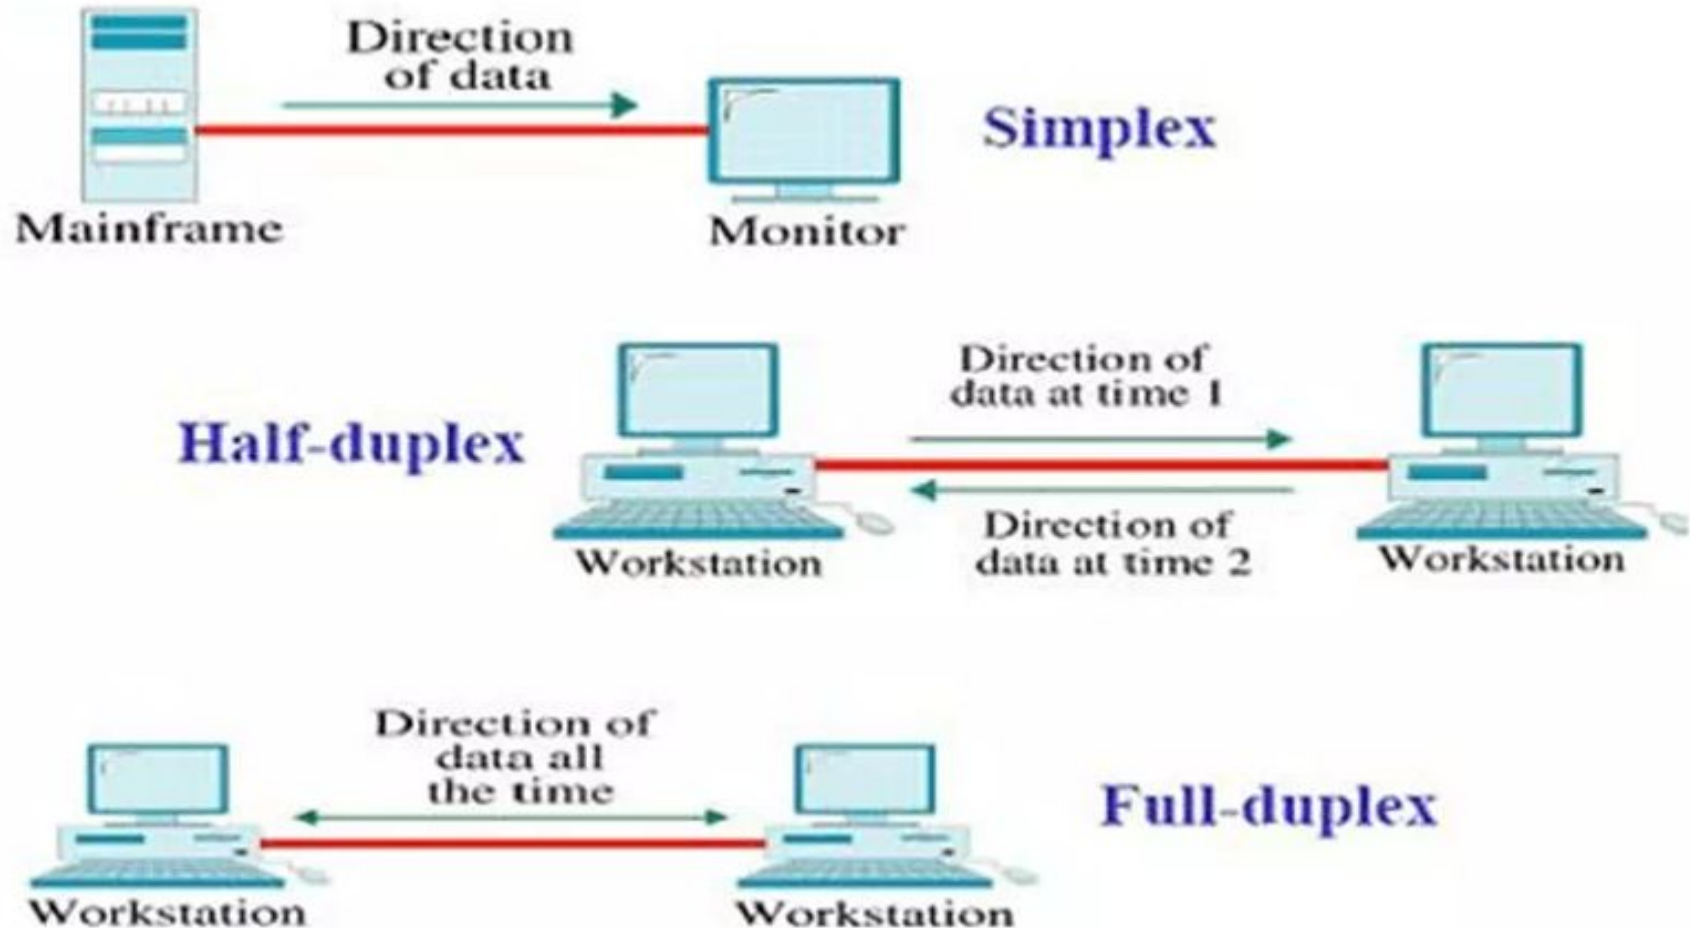 Direction
of data
Simplex
Mainframe
Monitor
Direction of
data at time 1
Half-duplex
Direction of
data at time 2
Workstation
Workstation
Direction of
data all
the time
Full-duplex
Workstation
Workstation